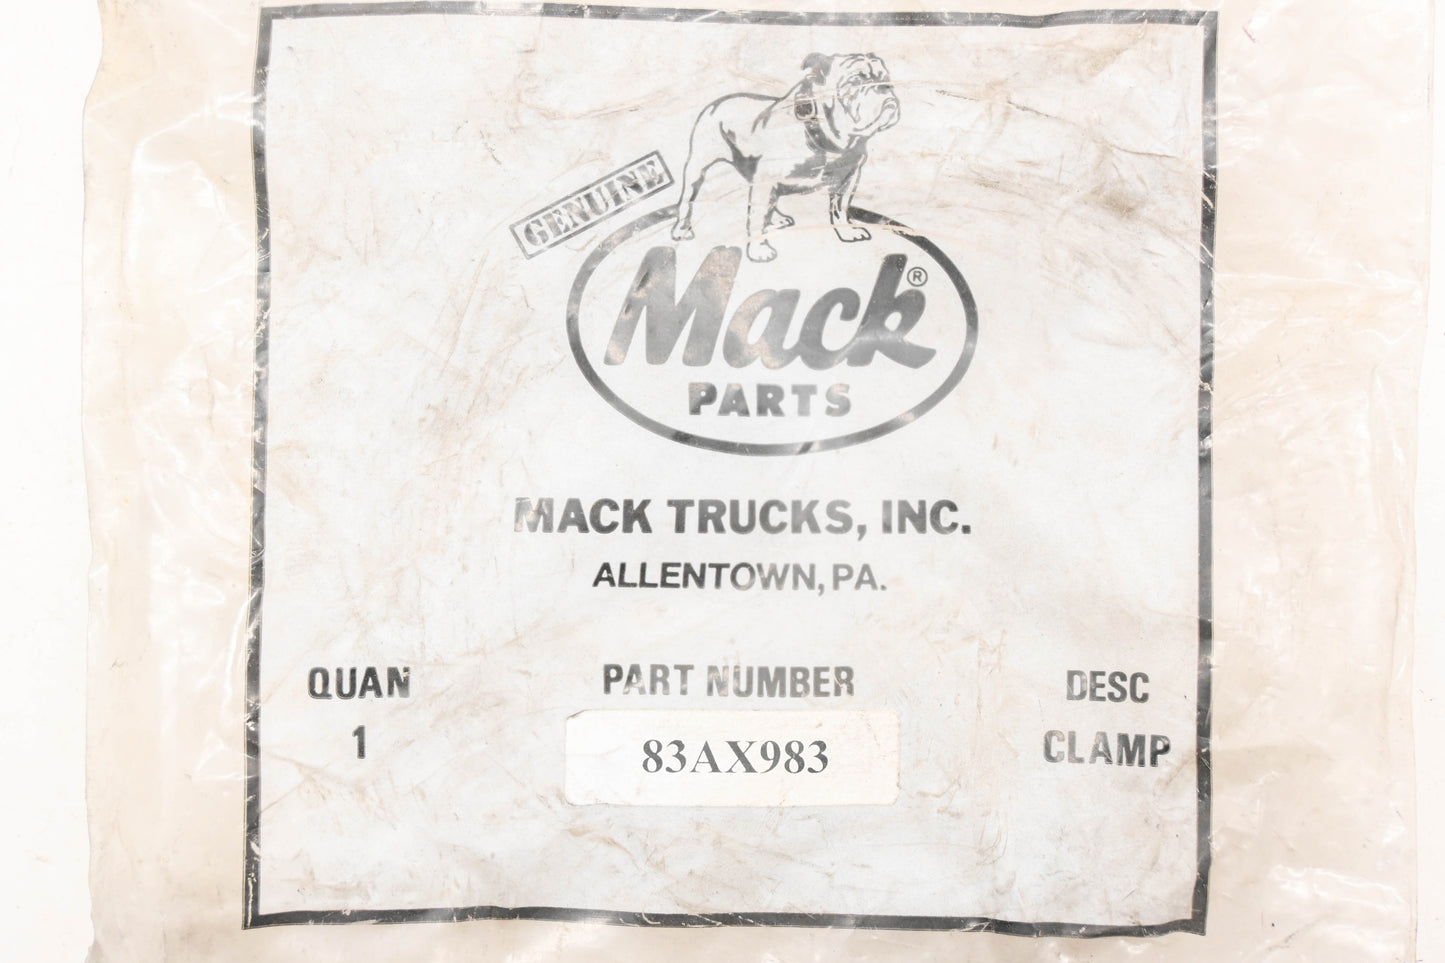 GENUINE
Mack®
PARTS
MACK TRUCKS, INC.
ALLENTOWN, PA.
QUAN PART NUMBER DESC
1 83AX983 CLAMP